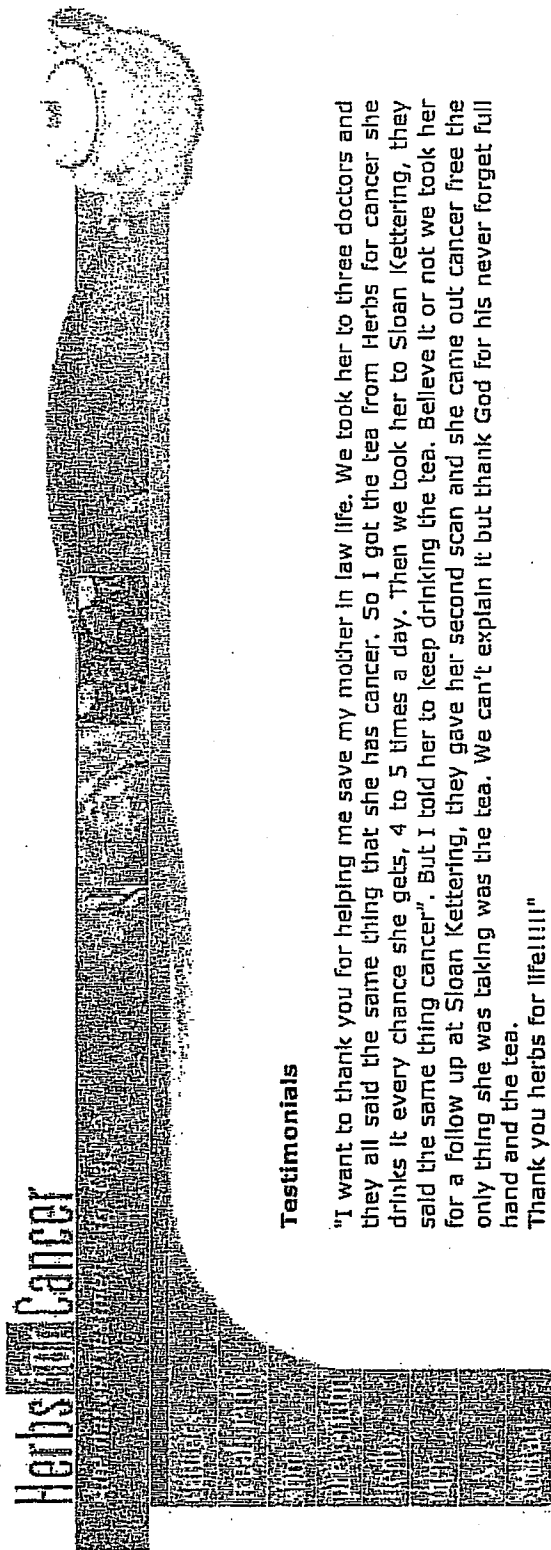 Herbs for Cancer
Testimonials
"I want to thank you for helping me save my mother in law life. We took her to three doctors and
they all said the same thing that she has cancer. So I got the tea from Herbs for cancer she
drinks it every chance she gets, 4 to 5 times a day. Then we took her to Sloan Kettering, they
said the same thing cancer". But I told her to keep drinking the tea. Believe it or not we took her
for a follow up at Sloan Kettering, they gave her second scan and she came out cancer free the
only thing she was taking was the tea. We can't explain it but thank God for his never forget full
hand and the tea.
Thank you herbs for life!!!!!"